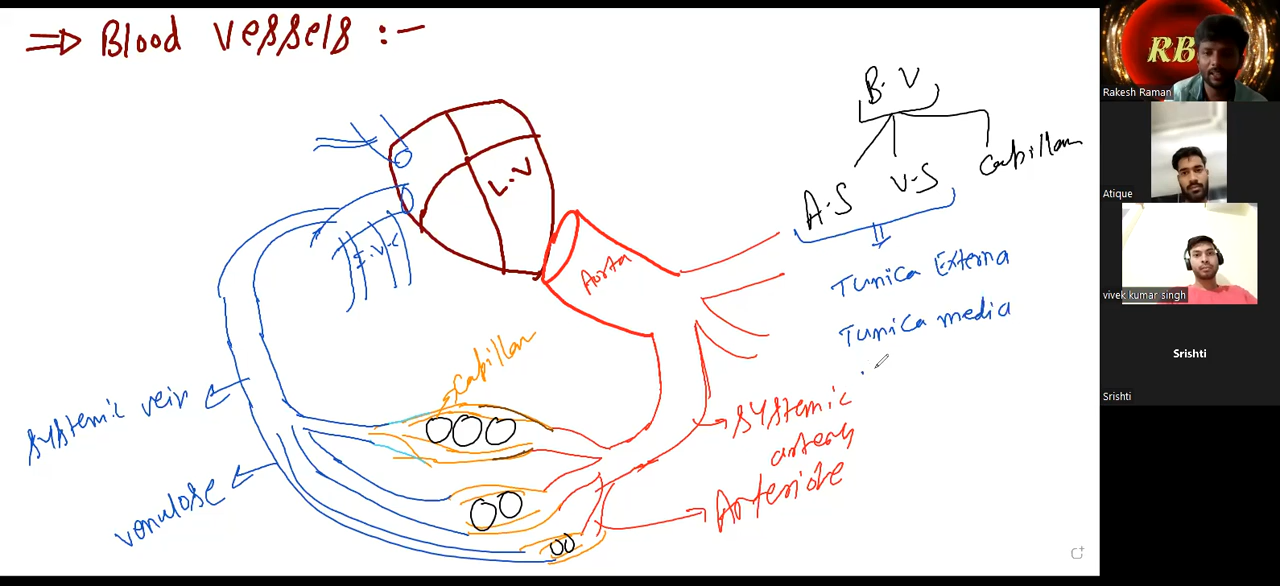 ⇒ Blood vessels :-
B.V
A.S
V.S
Capillary
Tunica Externa
Tunica media
L.V
Aorta
I.V.C
Capillary
systemic vein
venulose
systemic
artery
Arteriole
RB
Rakesh Raman
Atique
vivek kumar singh
Srishti
Srishti